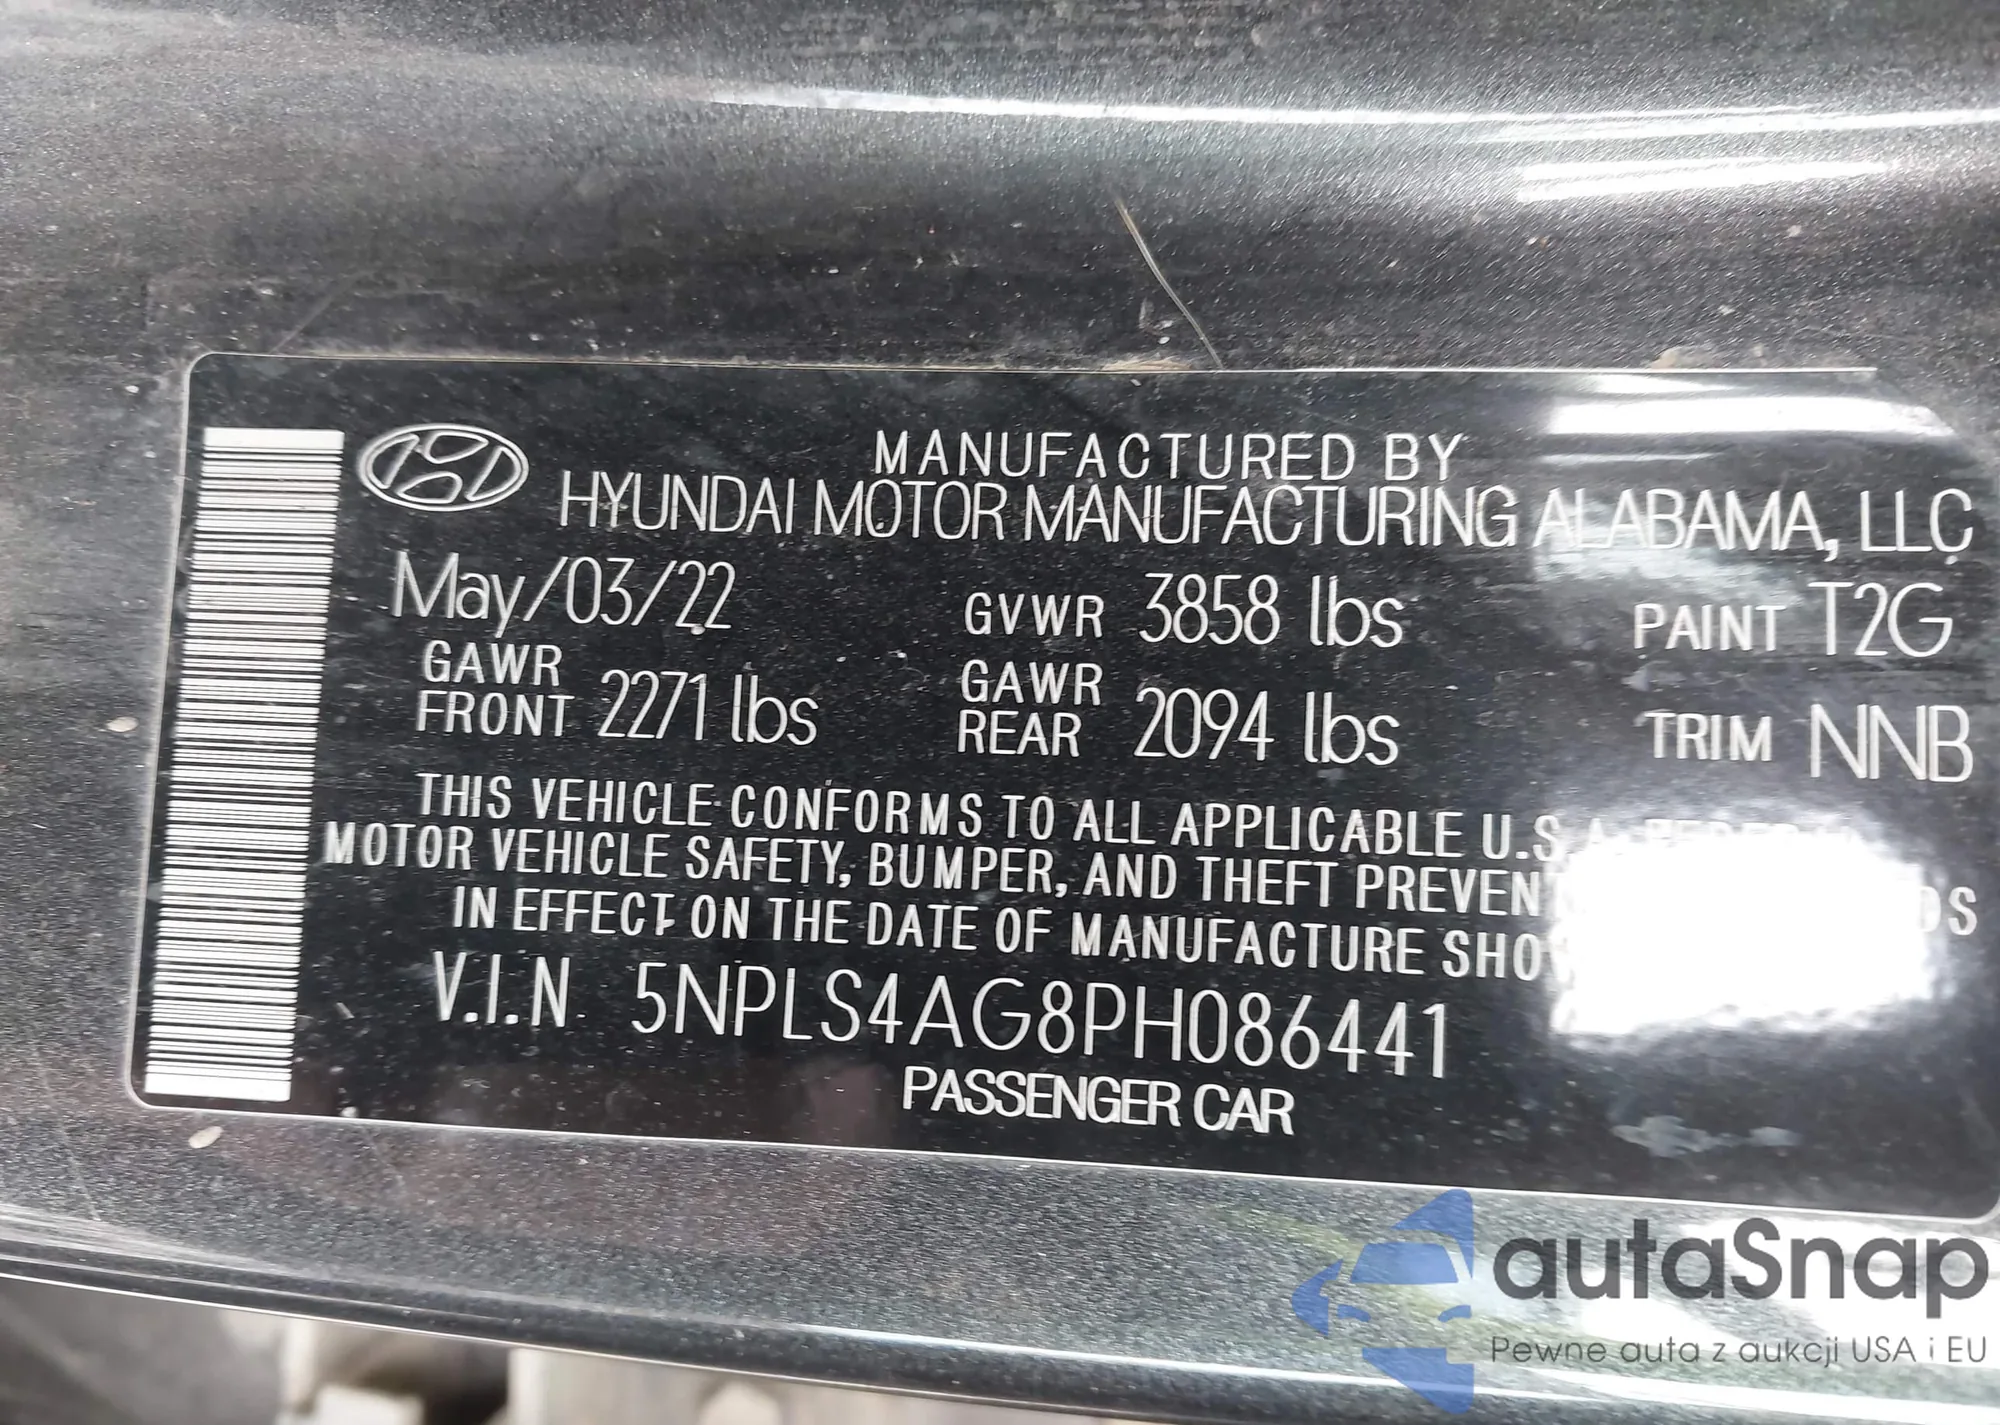 MANUFACTURED BY
HYUNDAI MOTOR MANUFACTURING ALABAMA, LLC
May/03/22 GVWR 3858 lbs PAINT T2G
GAWR FRONT 2271 lbs GAWR REAR 2094 lbs TRIM NNB
THIS VEHICLE CONFORMS TO ALL APPLICABLE U.S.A.
MOTOR VEHICLE SAFETY, BUMPER, AND THEFT
IN EFFECT ON THE DATE OF MANUFACTURE
V.I.N 5NPLS4AG8PH086441
PASSENGER CAR
autaSnap
Pewne auta z aukcji USA i EU